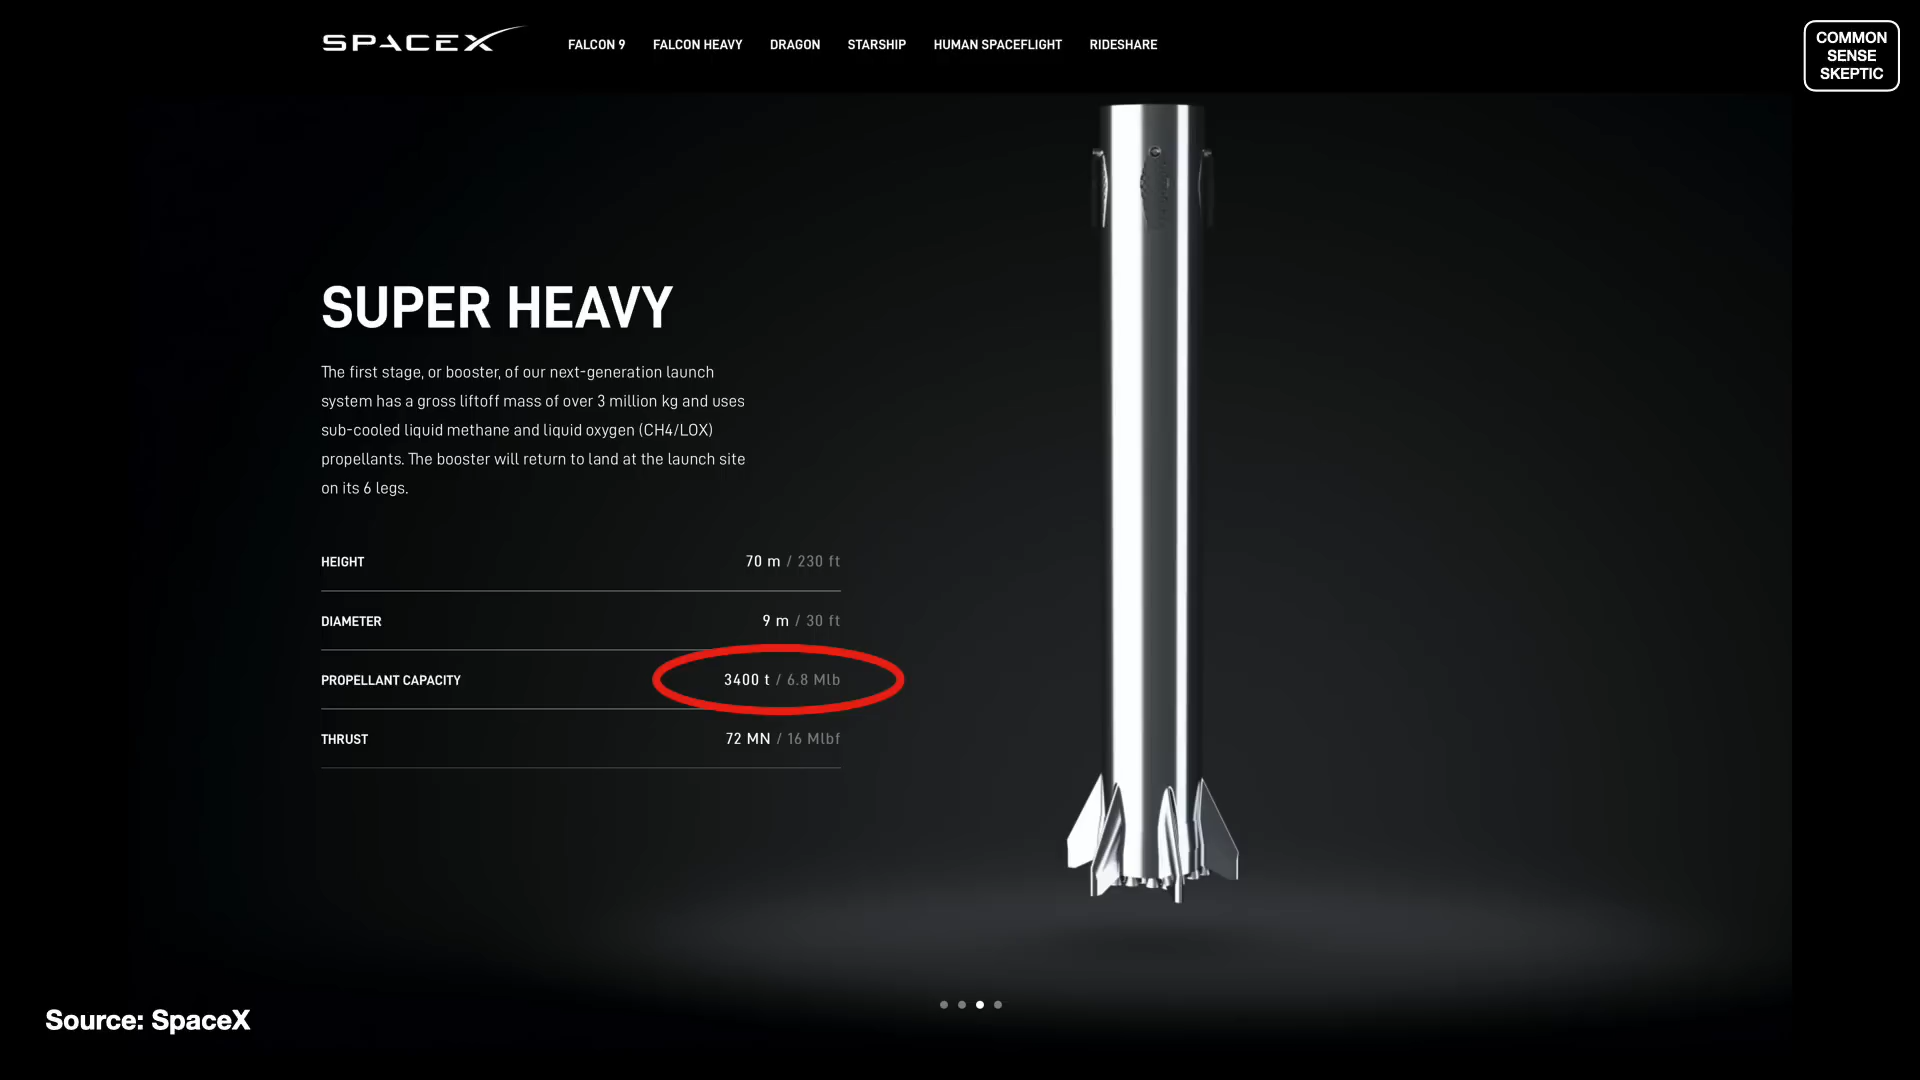 SPACEX
FALCON 9 FALCON HEAVY DRAGON STARSHIP HUMAN SPACEFLIGHT RIDESHARE
COMMON
SENSE
SKEPTIC
SUPER HEAVY
The first stage, or booster, of our next-generation launch
system has a gross liftoff mass of over 3 million kg and uses
sub-cooled liquid methane and liquid oxygen (CH4/LOX)
propellants. The booster will return to land at the launch site
on its 6 legs.
HEIGHT 70 m / 230 ft
DIAMETER 9 m / 30 ft
PROPELLANT CAPACITY 3400 t / 6.8 Mlb
THRUST 72 MN / 16 Mlbf
Source: SpaceX